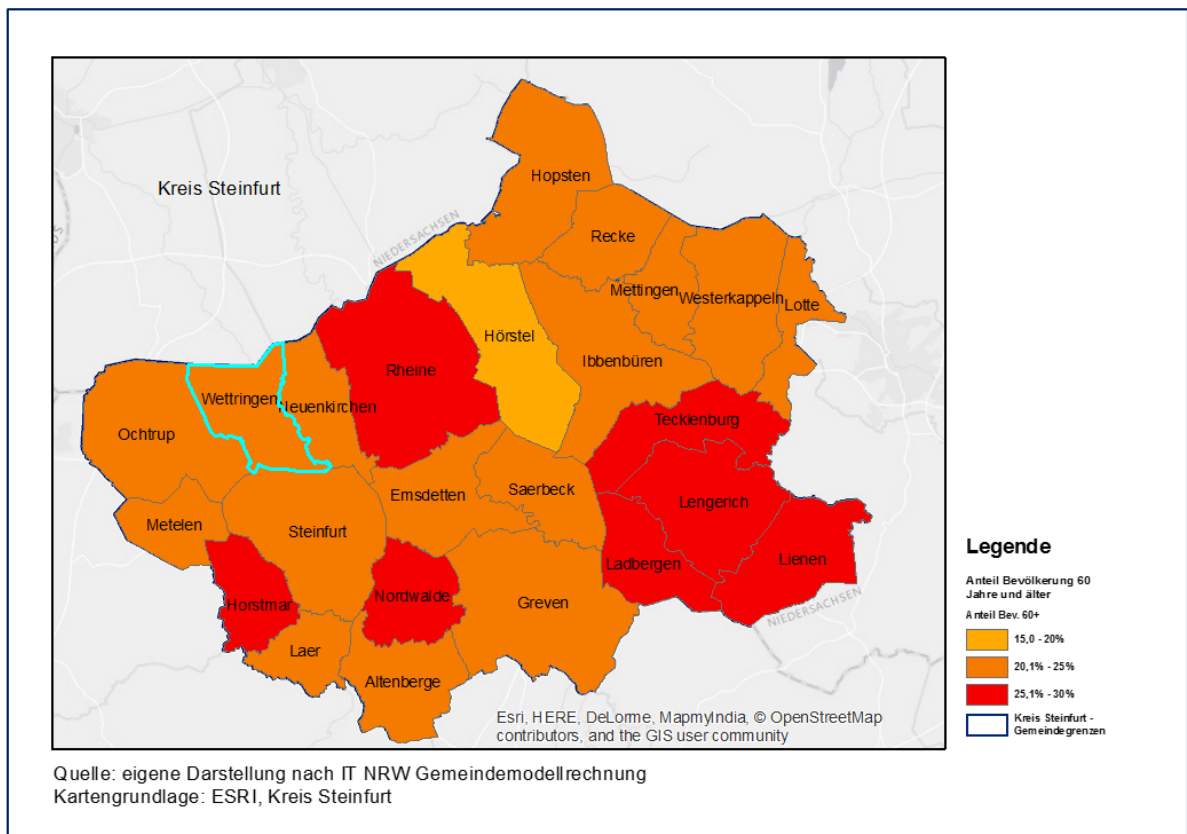 Kreis Steinfurt
NIEDERSACHSEN
Hopsten
Recke
Mettingen
Westerkappeln
Lotte
Hörstel
Ibbenbüren
Rheine
Wettringen
Neuenkirchen
Ochtrup
Tecklenburg
Emsdetten
Saerbeck
Lengerich
Metelen
Steinfurt
Ladbergen
Lienen
Horstmar
Nordwalde
Greven
NIEDERSACHSEN
Laer
Altenberge
Esri, HERE, DeLorme, MapmyIndia, © OpenStreetMap
contributors, and the GIS user community
Legende
Anteil Bevölkerung 60
Jahre und älter
Anteil Bev. 60+
15,0 - 20%
20,1% - 25%
25,1% - 30%
Kreis Steinfurt -
Gemeindegrenzen
Quelle: eigene Darstellung nach IT NRW Gemeindemodellrechnung
Kartengrundlage: ESRI, Kreis Steinfurt